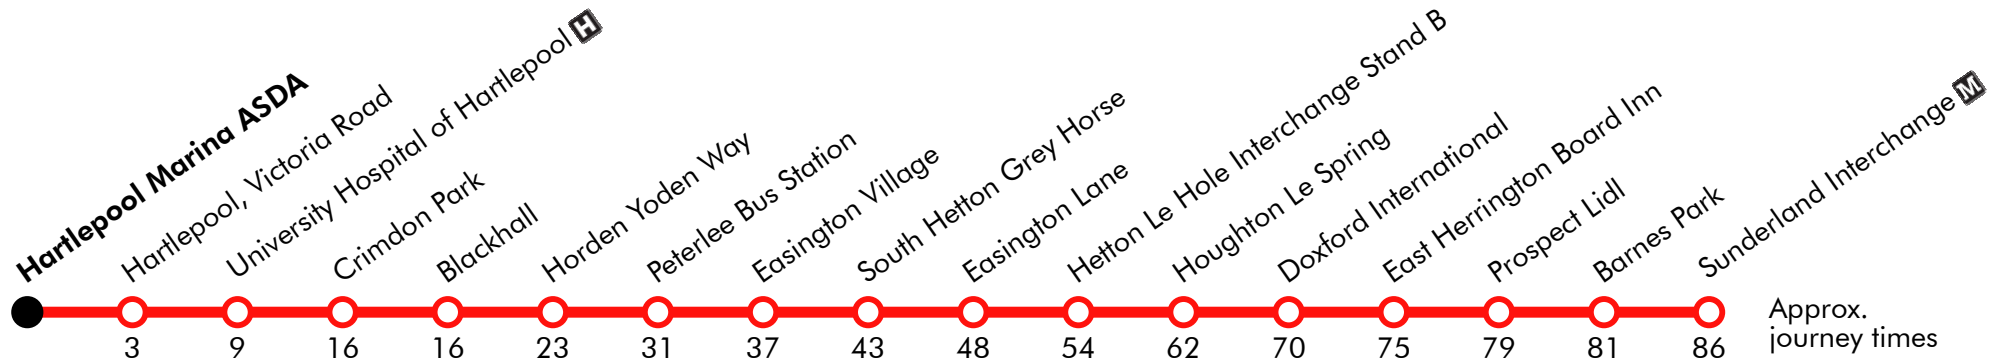 Hartlepool Marina ASDA
Hartlepool, Victoria Road
University Hospital of Hartlepool H
Crimdon Park
Blackhall
Horden Yoden Way
Peterlee Bus Station
Easington Village
South Hetton Grey Horse
Easington Lane
Hetton Le Hole Interchange Stand B
Houghton Le Spring
Doxford International
East Herrington Board Inn
Prospect Lidl
Barnes Park
Sunderland Interchange M
3 9 16 16 23 31 37 43 48 54 62 70 75 79 81 86
Approx.
journey times